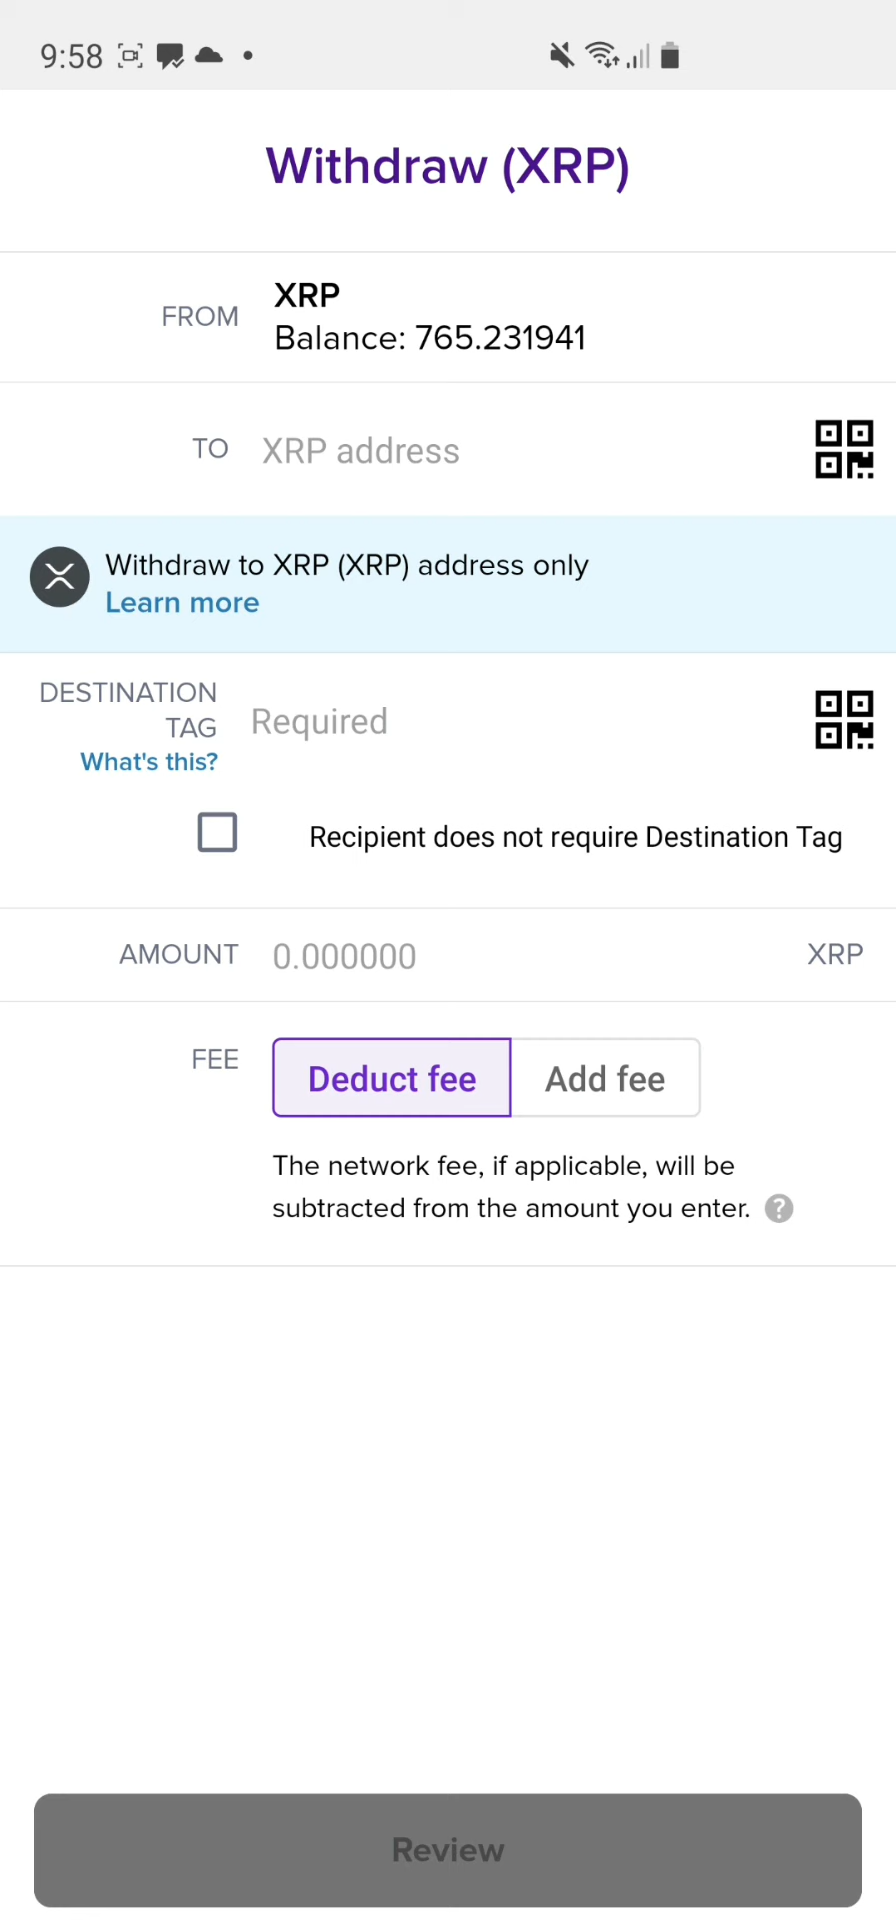 9:58
Withdraw (XRP)
FROM
XRP
Balance: 765.231941
TO
XRP address
Withdraw to XRP (XRP) address only
Learn more
DESTINATION
TAG
Required
What's this?
Recipient does not require Destination Tag
AMOUNT
0.000000
XRP
FEE
Deduct fee
Add fee
The network fee, if applicable, will be
subtracted from the amount you enter. ?
Review